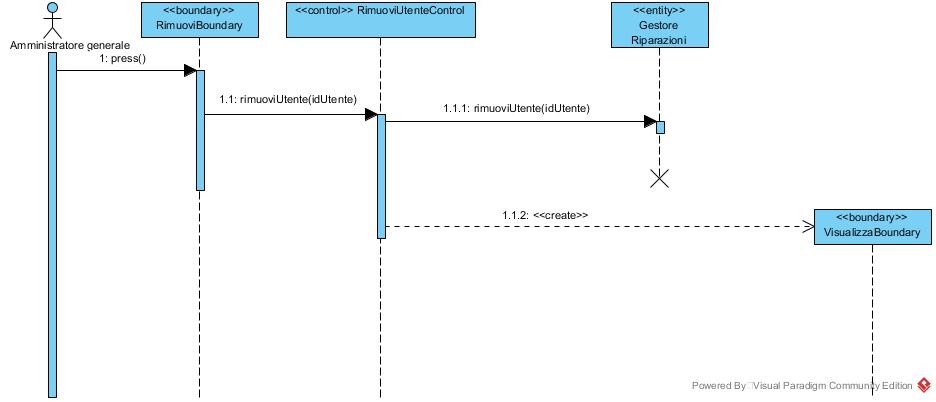 Amministratore generale
<<boundary>>
RimuoviBoundary
<<control>> RimuoviUtenteControl
<<entity>>
Gestore
Riparazioni
1: press()
1.1: rimuoviUtente(idUtente)
1.1.1: rimuoviUtente(idUtente)
1.1.2: <<create>>
<<boundary>>
VisualizzaBoundary
Powered By Visual Paradigm Community Edition